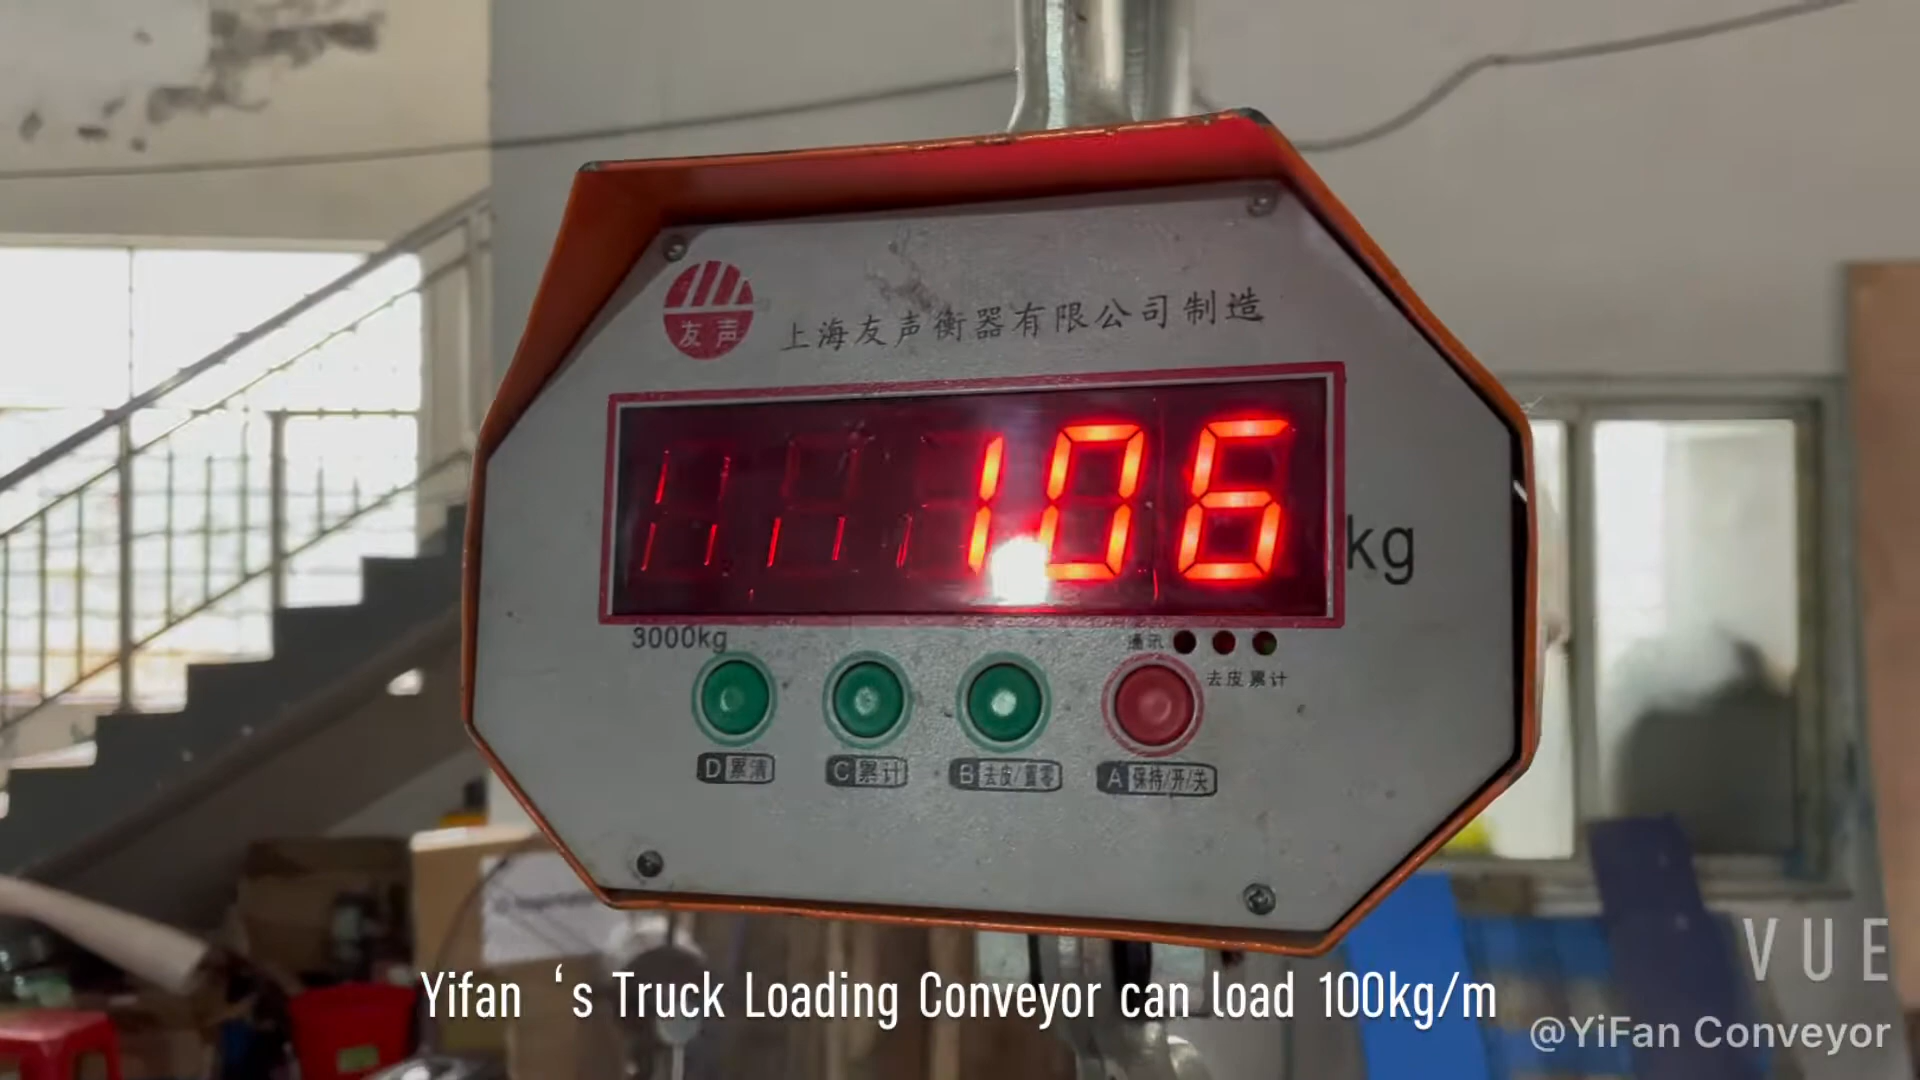 友声
上海友声衡器有限公司制造
106
kg
3000kg
通讯
去皮累计
D 累清
C 累计
B 去皮/置零
A 保持/开/关
VUE
Yifan‘s Truck Loading Conveyor can load 100kg/m
@YiFan Conveyor